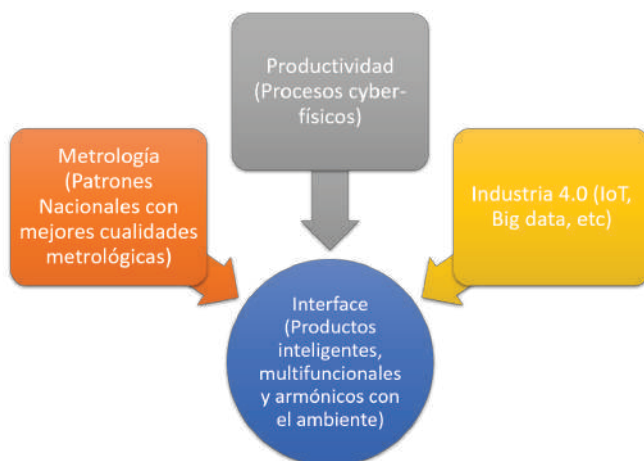 Productividad
(Procesos cyber-
físicos)
Metrología
(Patrones
Nacionales con
mejores cualidades
metrológicas)
Industria 4.0 (IoT,
Big data, etc)
Interface
(Productos
inteligentes,
multifuncionales
y armónicos con
el ambiente)